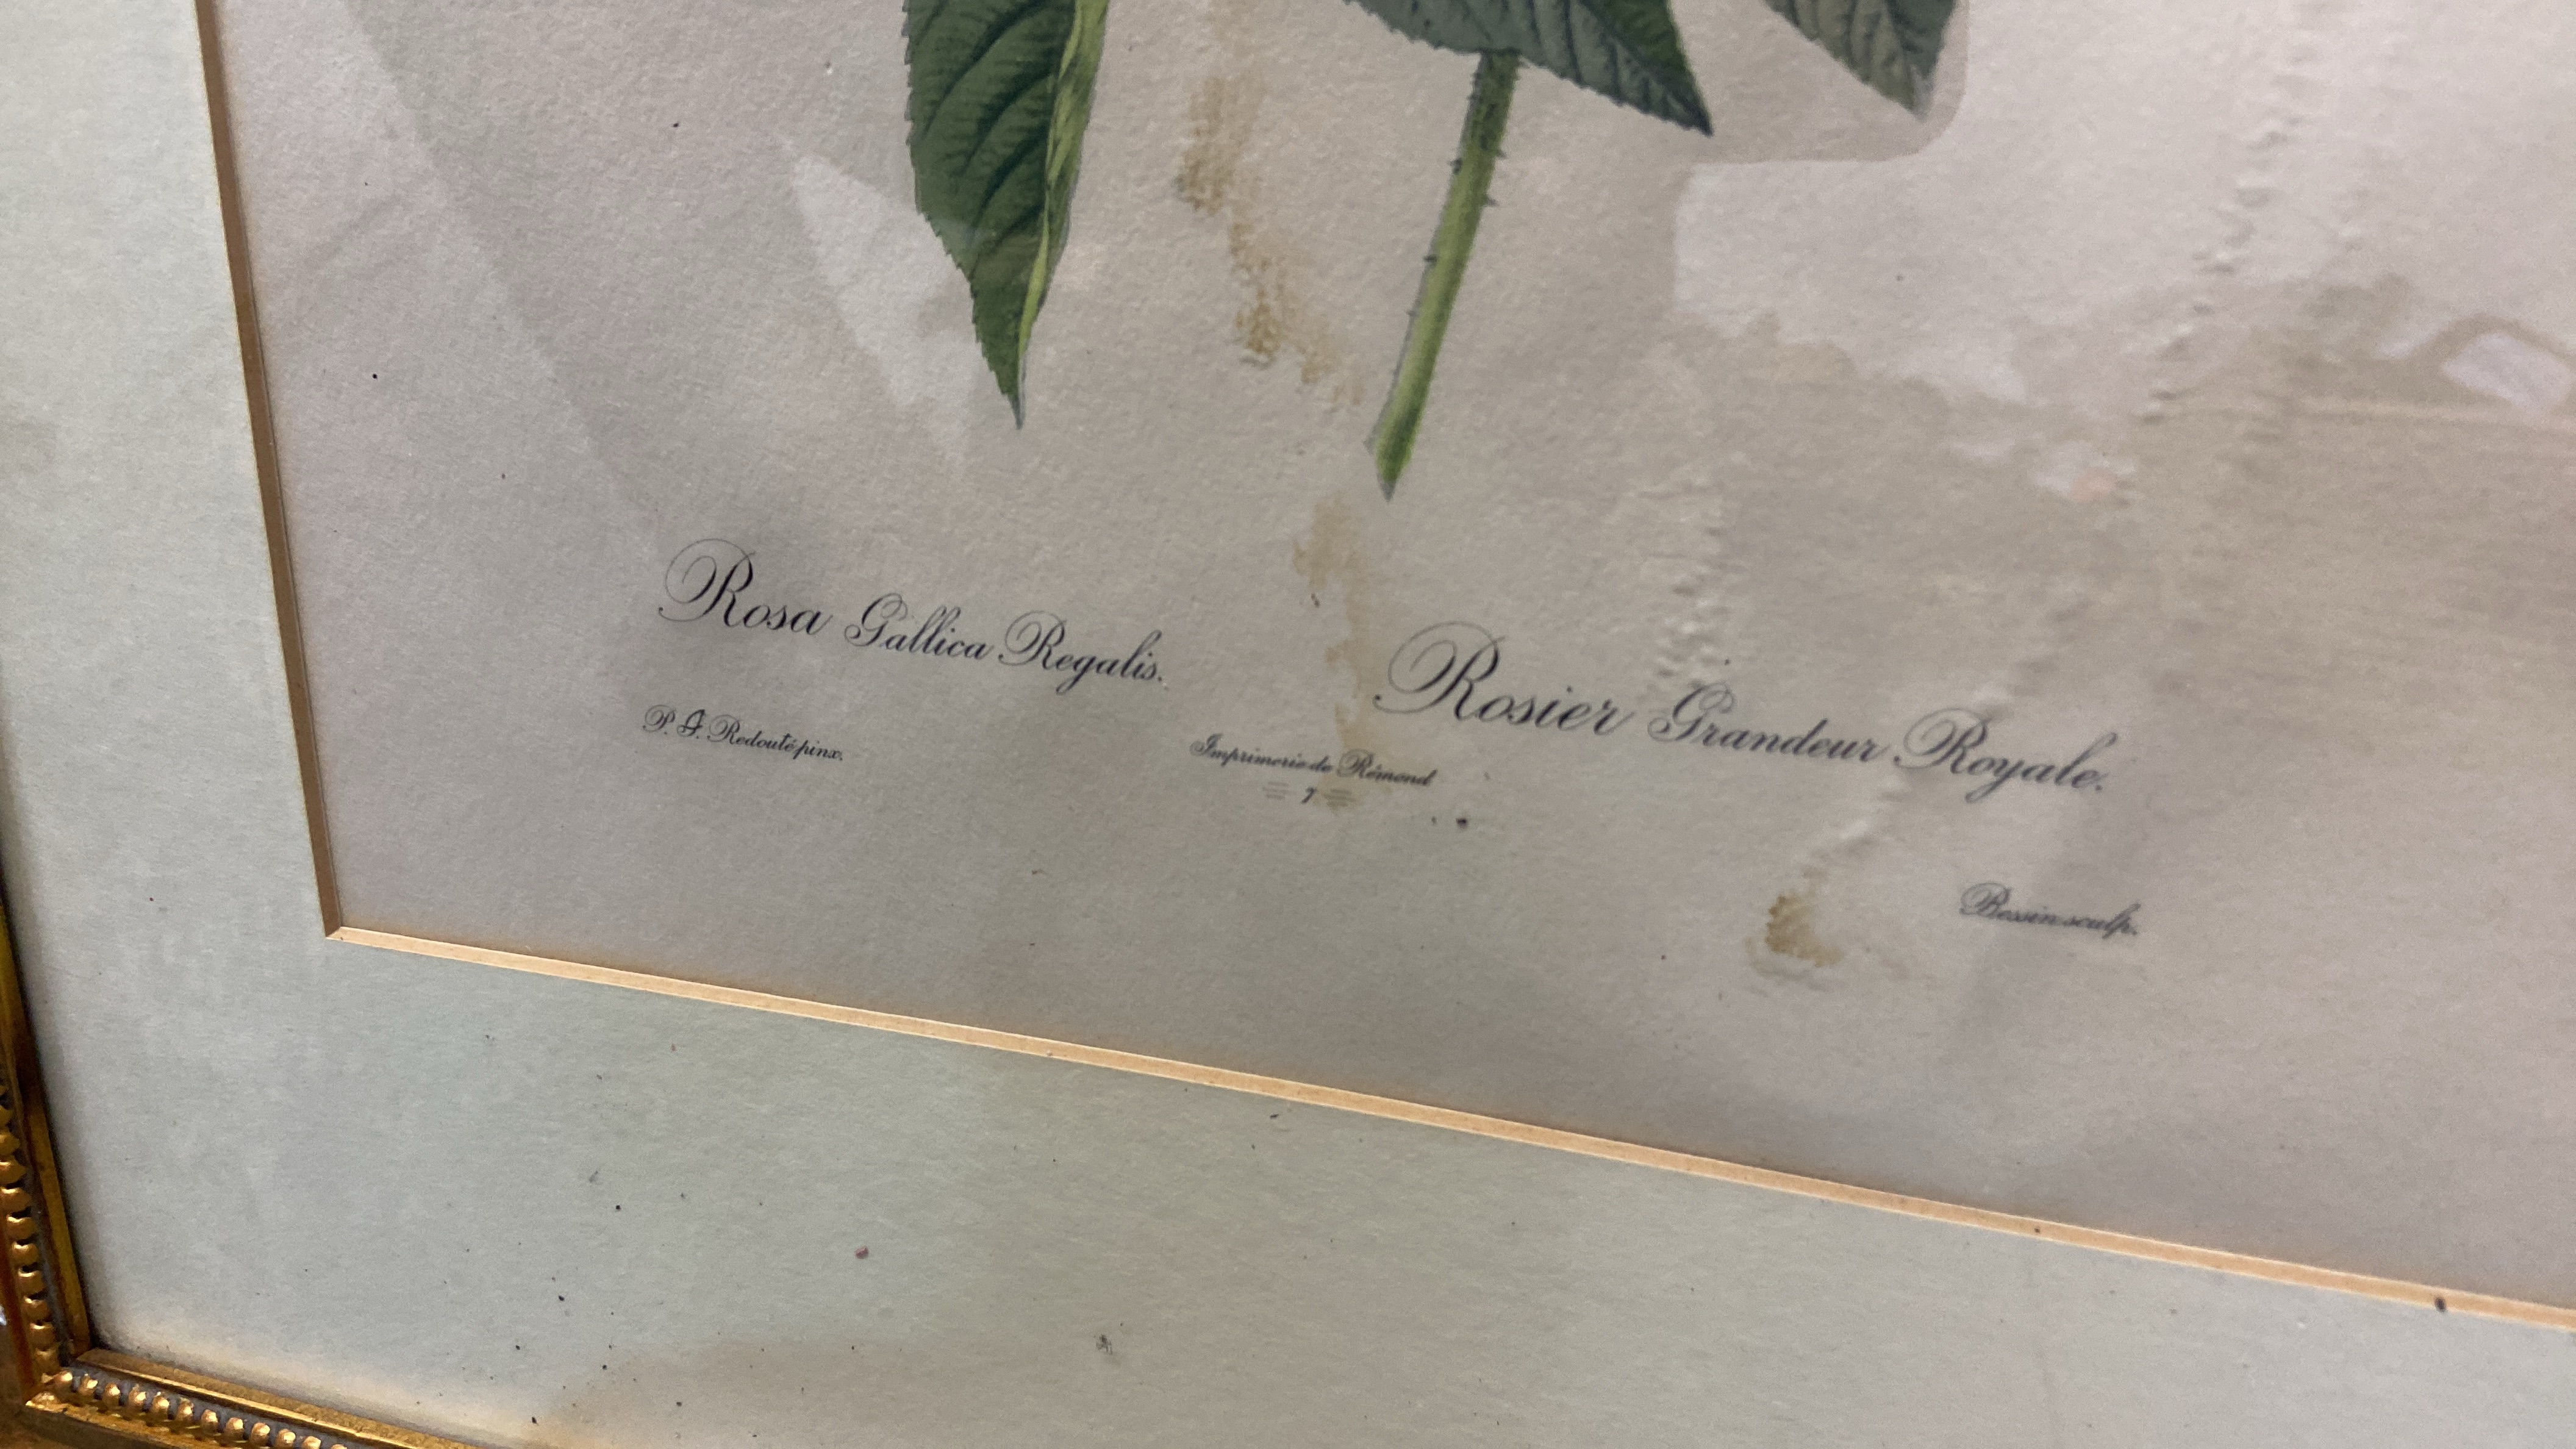 Rosa Gallica Regalis.
Rosier Grandeur Royale.
P. J. Redouté pinx.
Imprimerie de Rémond
7
Bessin sculp.